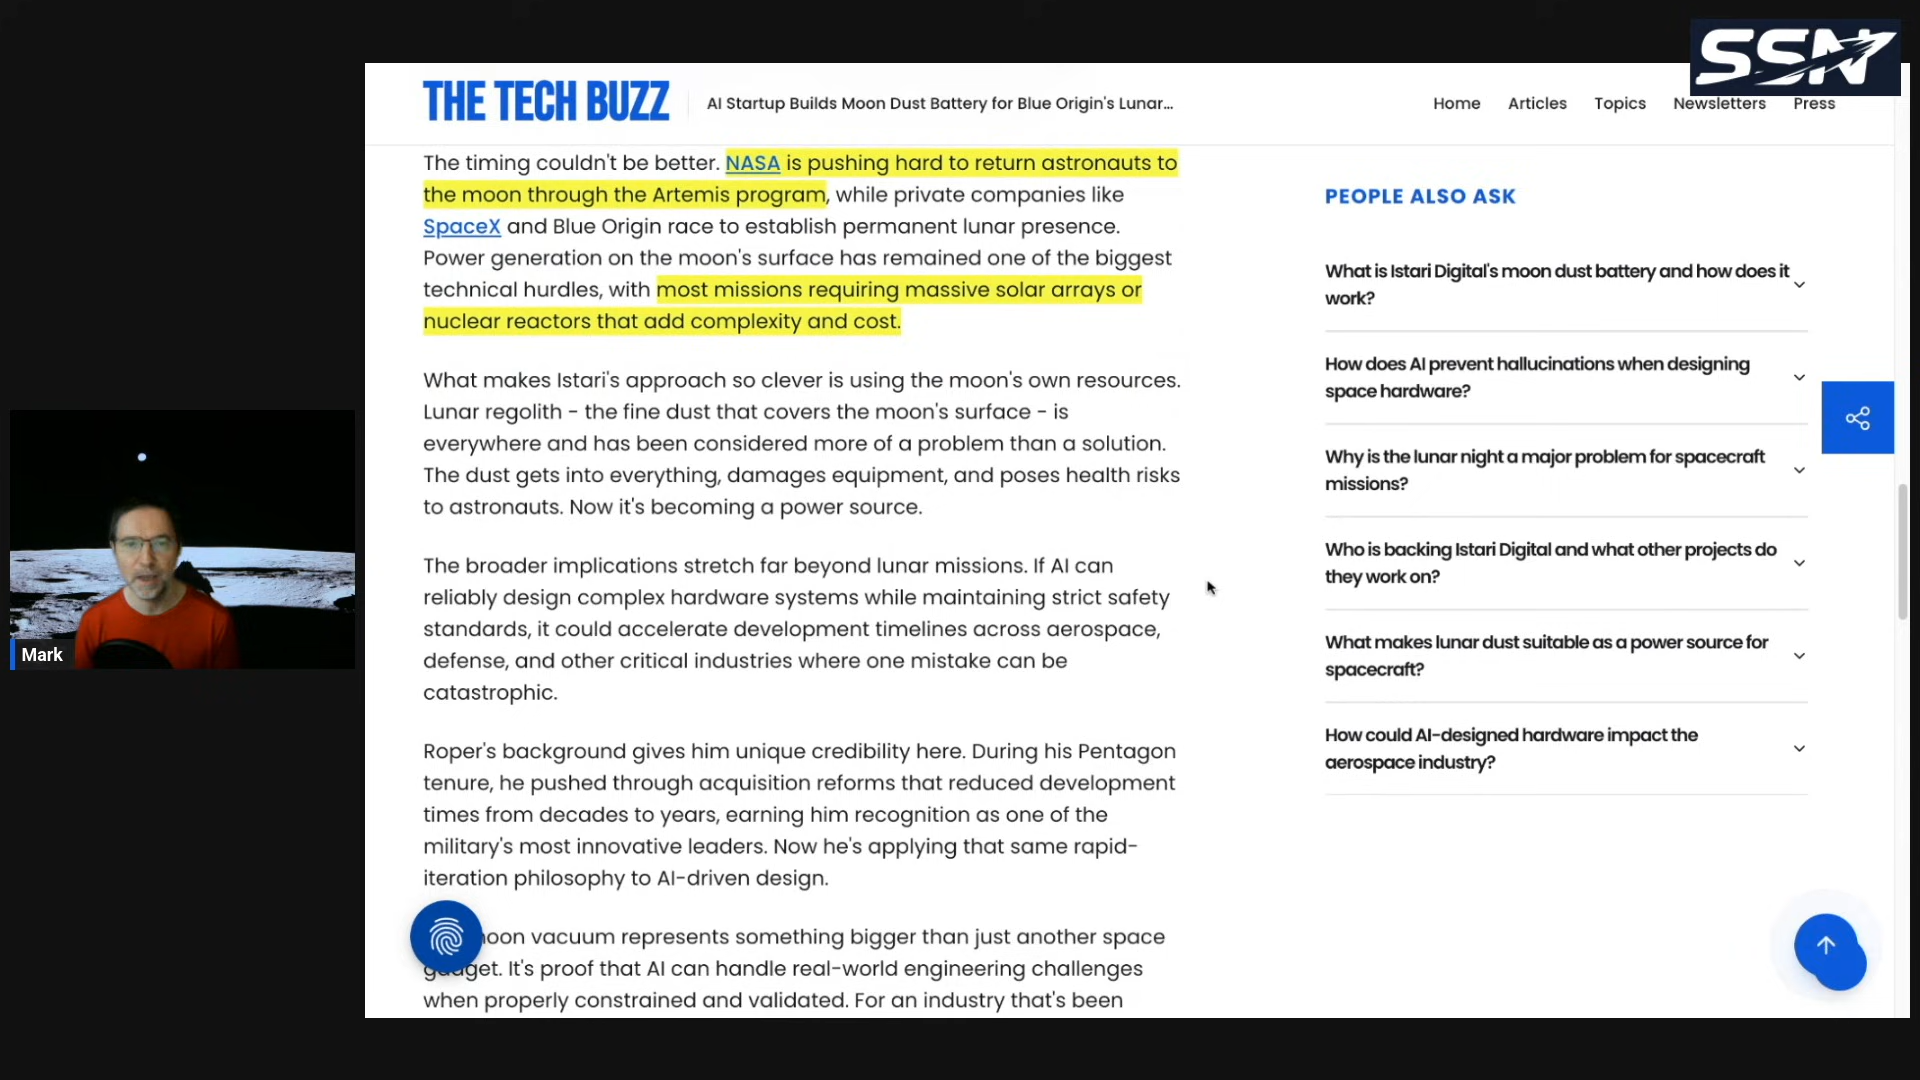 SSN
THE TECH BUZZ
AI Startup Builds Moon Dust Battery for Blue Origin's Lunar...
Home Articles Topics Newsletters Press
The timing couldn't be better. NASA is pushing hard to return astronauts to
the moon through the Artemis program, while private companies like
SpaceX and Blue Origin race to establish permanent lunar presence.
Power generation on the moon's surface has remained one of the biggest
technical hurdles, with most missions requiring massive solar arrays or
nuclear reactors that add complexity and cost.
What makes Istari's approach so clever is using the moon's own resources.
Lunar regolith - the fine dust that covers the moon's surface - is
everywhere and has been considered more of a problem than a solution.
The dust gets into everything, damages equipment, and poses health risks
to astronauts. Now it's becoming a power source.
The broader implications stretch far beyond lunar missions. If AI can
reliably design complex hardware systems while maintaining strict safety
standards, it could accelerate development timelines across aerospace,
defense, and other critical industries where one mistake can be
catastrophic.
Roper's background gives him unique credibility here. During his Pentagon
tenure, he pushed through acquisition reforms that reduced development
times from decades to years, earning him recognition as one of the
military's most innovative leaders. Now he's applying that same rapid-
iteration philosophy to AI-driven design.
moon vacuum represents something bigger than just another space
gadget. It's proof that AI can handle real-world engineering challenges
when properly constrained and validated. For an industry that's been
PEOPLE ALSO ASK
What is Istari Digital's moon dust battery and how does it
work?
How does AI prevent hallucinations when designing
space hardware?
Why is the lunar night a major problem for spacecraft
missions?
Who is backing Istari Digital and what other projects do
they work on?
What makes lunar dust suitable as a power source for
spacecraft?
How could AI-designed hardware impact the
aerospace industry?
Mark